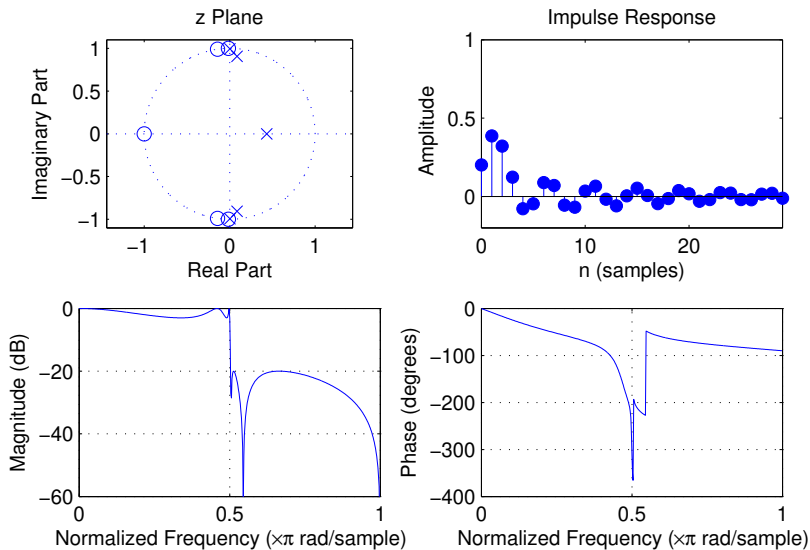 z Plane
Imaginary Part
1
0.5
0
−0.5
−1
−1
0
1
Real Part
Impulse Response
Amplitude
1
0.5
0
0
10
20
n (samples)
Magnitude (dB)
0
−20
−40
−60
0
0.5
1
Normalized Frequency (×π rad/sample)
Phase (degrees)
0
−100
−200
−300
−400
0
0.5
1
Normalized Frequency (×π rad/sample)